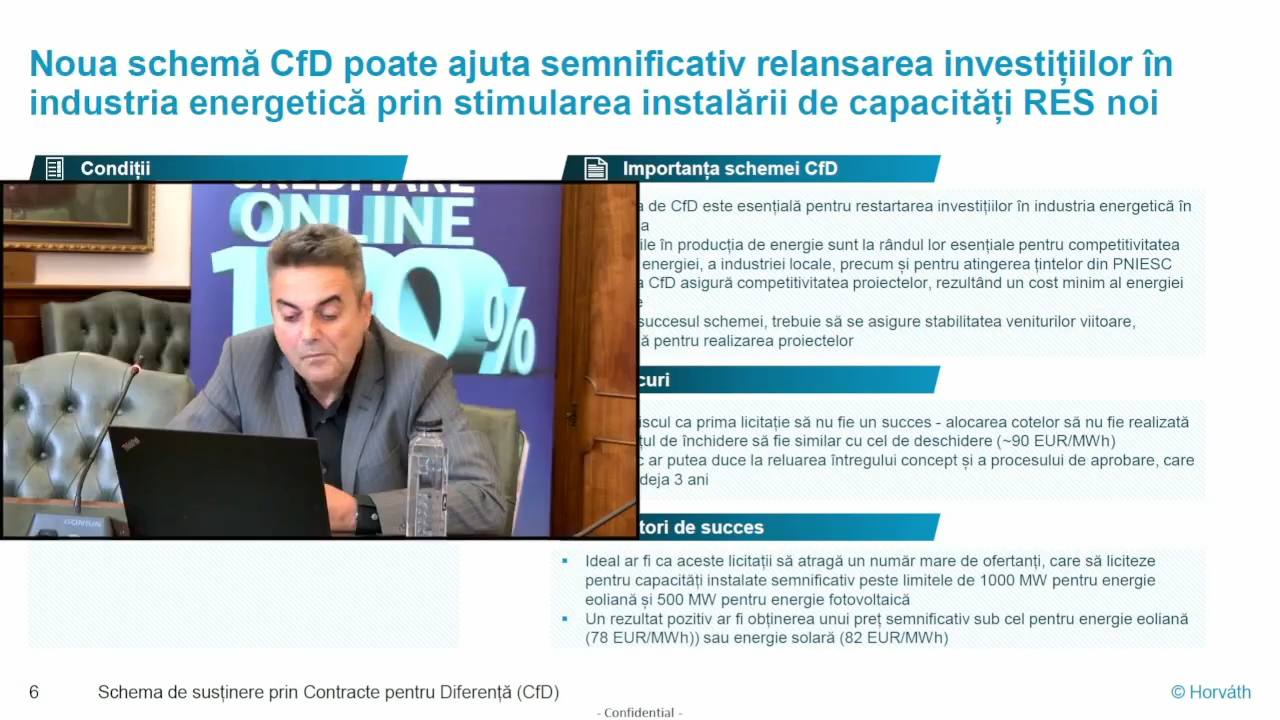 Noua schemă CfD poate ajuta semnificativ relansarea investițiilor în
industria energetică prin stimularea instalării de capacități RES noi
Condiții
CREDITARE
ONLINE
100%
ThinkPad
GONSIN
Importanța schemei CfD
de CfD este esențială pentru restartarea investițiilor în industria energetică în
în producția de energie sunt la rândul lor esențiale pentru competitivitatea
energiei, a industriei locale, precum și pentru atingerea țintelor din PNIESC
CfD asigură competitivitatea proiectelor, rezultând un cost minim al energiei
succesul schemei, trebuie să se asigure stabilitatea veniturilor viitoare,
pentru realizarea proiectelor
curi
iscul ca prima licitație să nu fie un succes - alocarea cotelor să nu fie realizată
țul de închidere să fie similar cu cel de deschidere (~90 EUR/MWh)
c ar putea duce la reluarea întregului concept și a procesului de aprobare, care
deja 3 ani
tori de succes
▪ Ideal ar fi ca aceste licitații să atragă un număr mare de ofertanți, care să liciteze
pentru capacități instalate semnificativ peste limitele de 1000 MW pentru energie
eoliană și 500 MW pentru energie fotovoltaică
▪ Un rezultat pozitiv ar fi obținerea unui preț semnificativ sub cel pentru energie eoliană
(78 EUR/MWh)) sau energie solară (82 EUR/MWh)
6 Schema de susținere prin Contracte pentru Diferență (CfD) © Horváth
- Confidential -